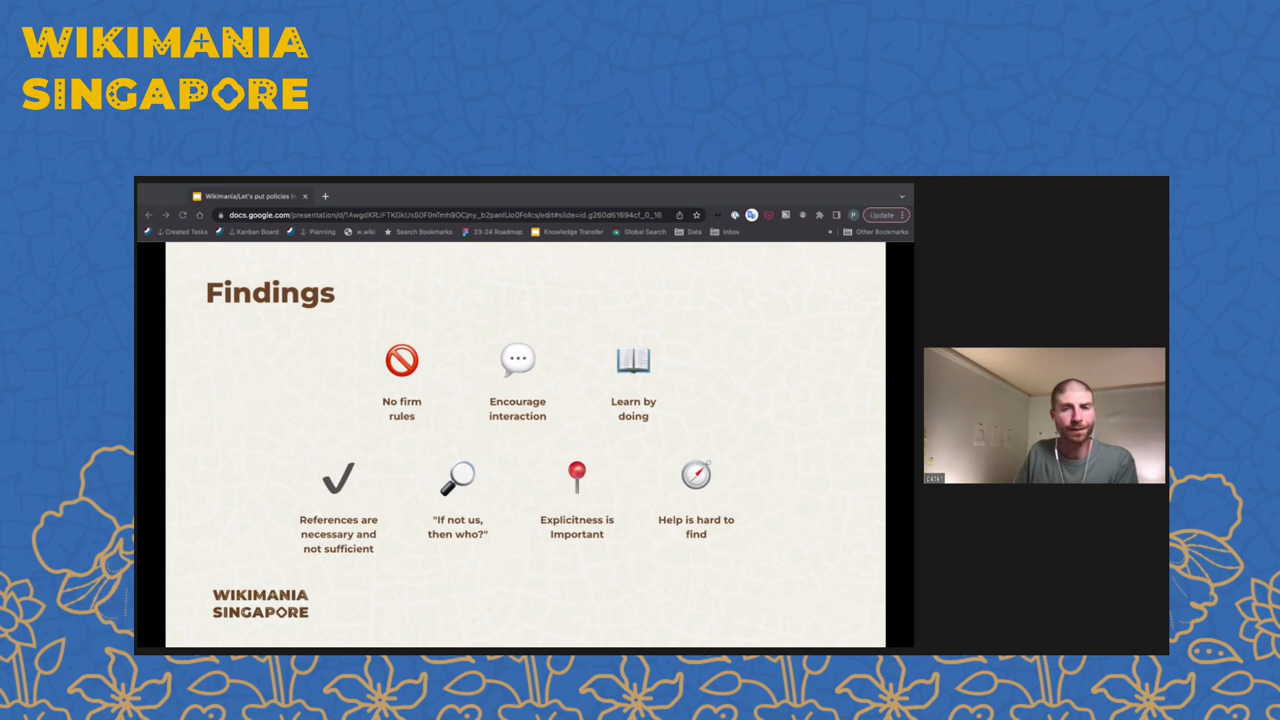 WIKIMANIA
SINGAPORE
Wikimania/Let's put policies in
docs.google.com
Update
Created Tasks
Kanban Board
Planning
w.wiki
Search Bookmarks
23-24 Roadmap
Knowledge Transfer
Global Search
Data
Inbox
Other Bookmarks
Findings
No firm
rules
Encourage
interaction
Learn by
doing
References are
necessary and
not sufficient
"If not us,
then who?"
Explicitness is
Important
Help is hard to
find
WIKIMANIA
SINGAPORE